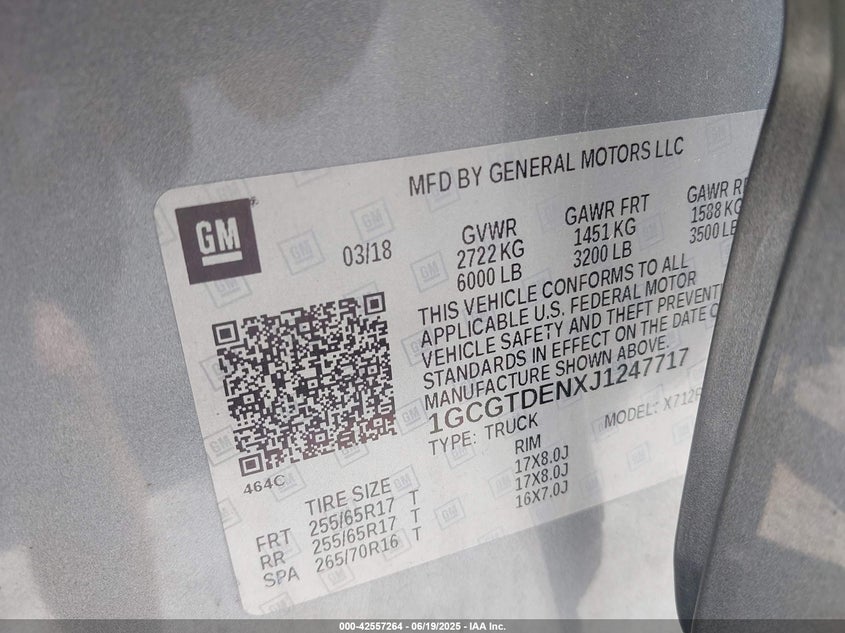 MFD BY GENERAL MOTORS LLC
GM
03/18
GVWR
2722 KG
6000 LB
GAWR FRT
1451 KG
3200 LB
GAWR
1588 KG
3500 LB
THIS VEHICLE CONFORMS TO ALL
APPLICABLE U.S. FEDERAL MOTOR
VEHICLE SAFETY AND THEFT PREVENT
STANDARDS IN EFFECT ON THE DATE
MANUFACTURE SHOWN ABOVE.
1GCGTDENXJ1247717
TYPE: TRUCK
MODEL: X712
464C
TIRE SIZE
RIM
FRT 255/65R17 T 17X8.0J
RR 255/65R17 T 17X8.0J
SPA 265/70R16 T 16X7.0J
000-42557264 - 06/19/2025 - IAA Inc.